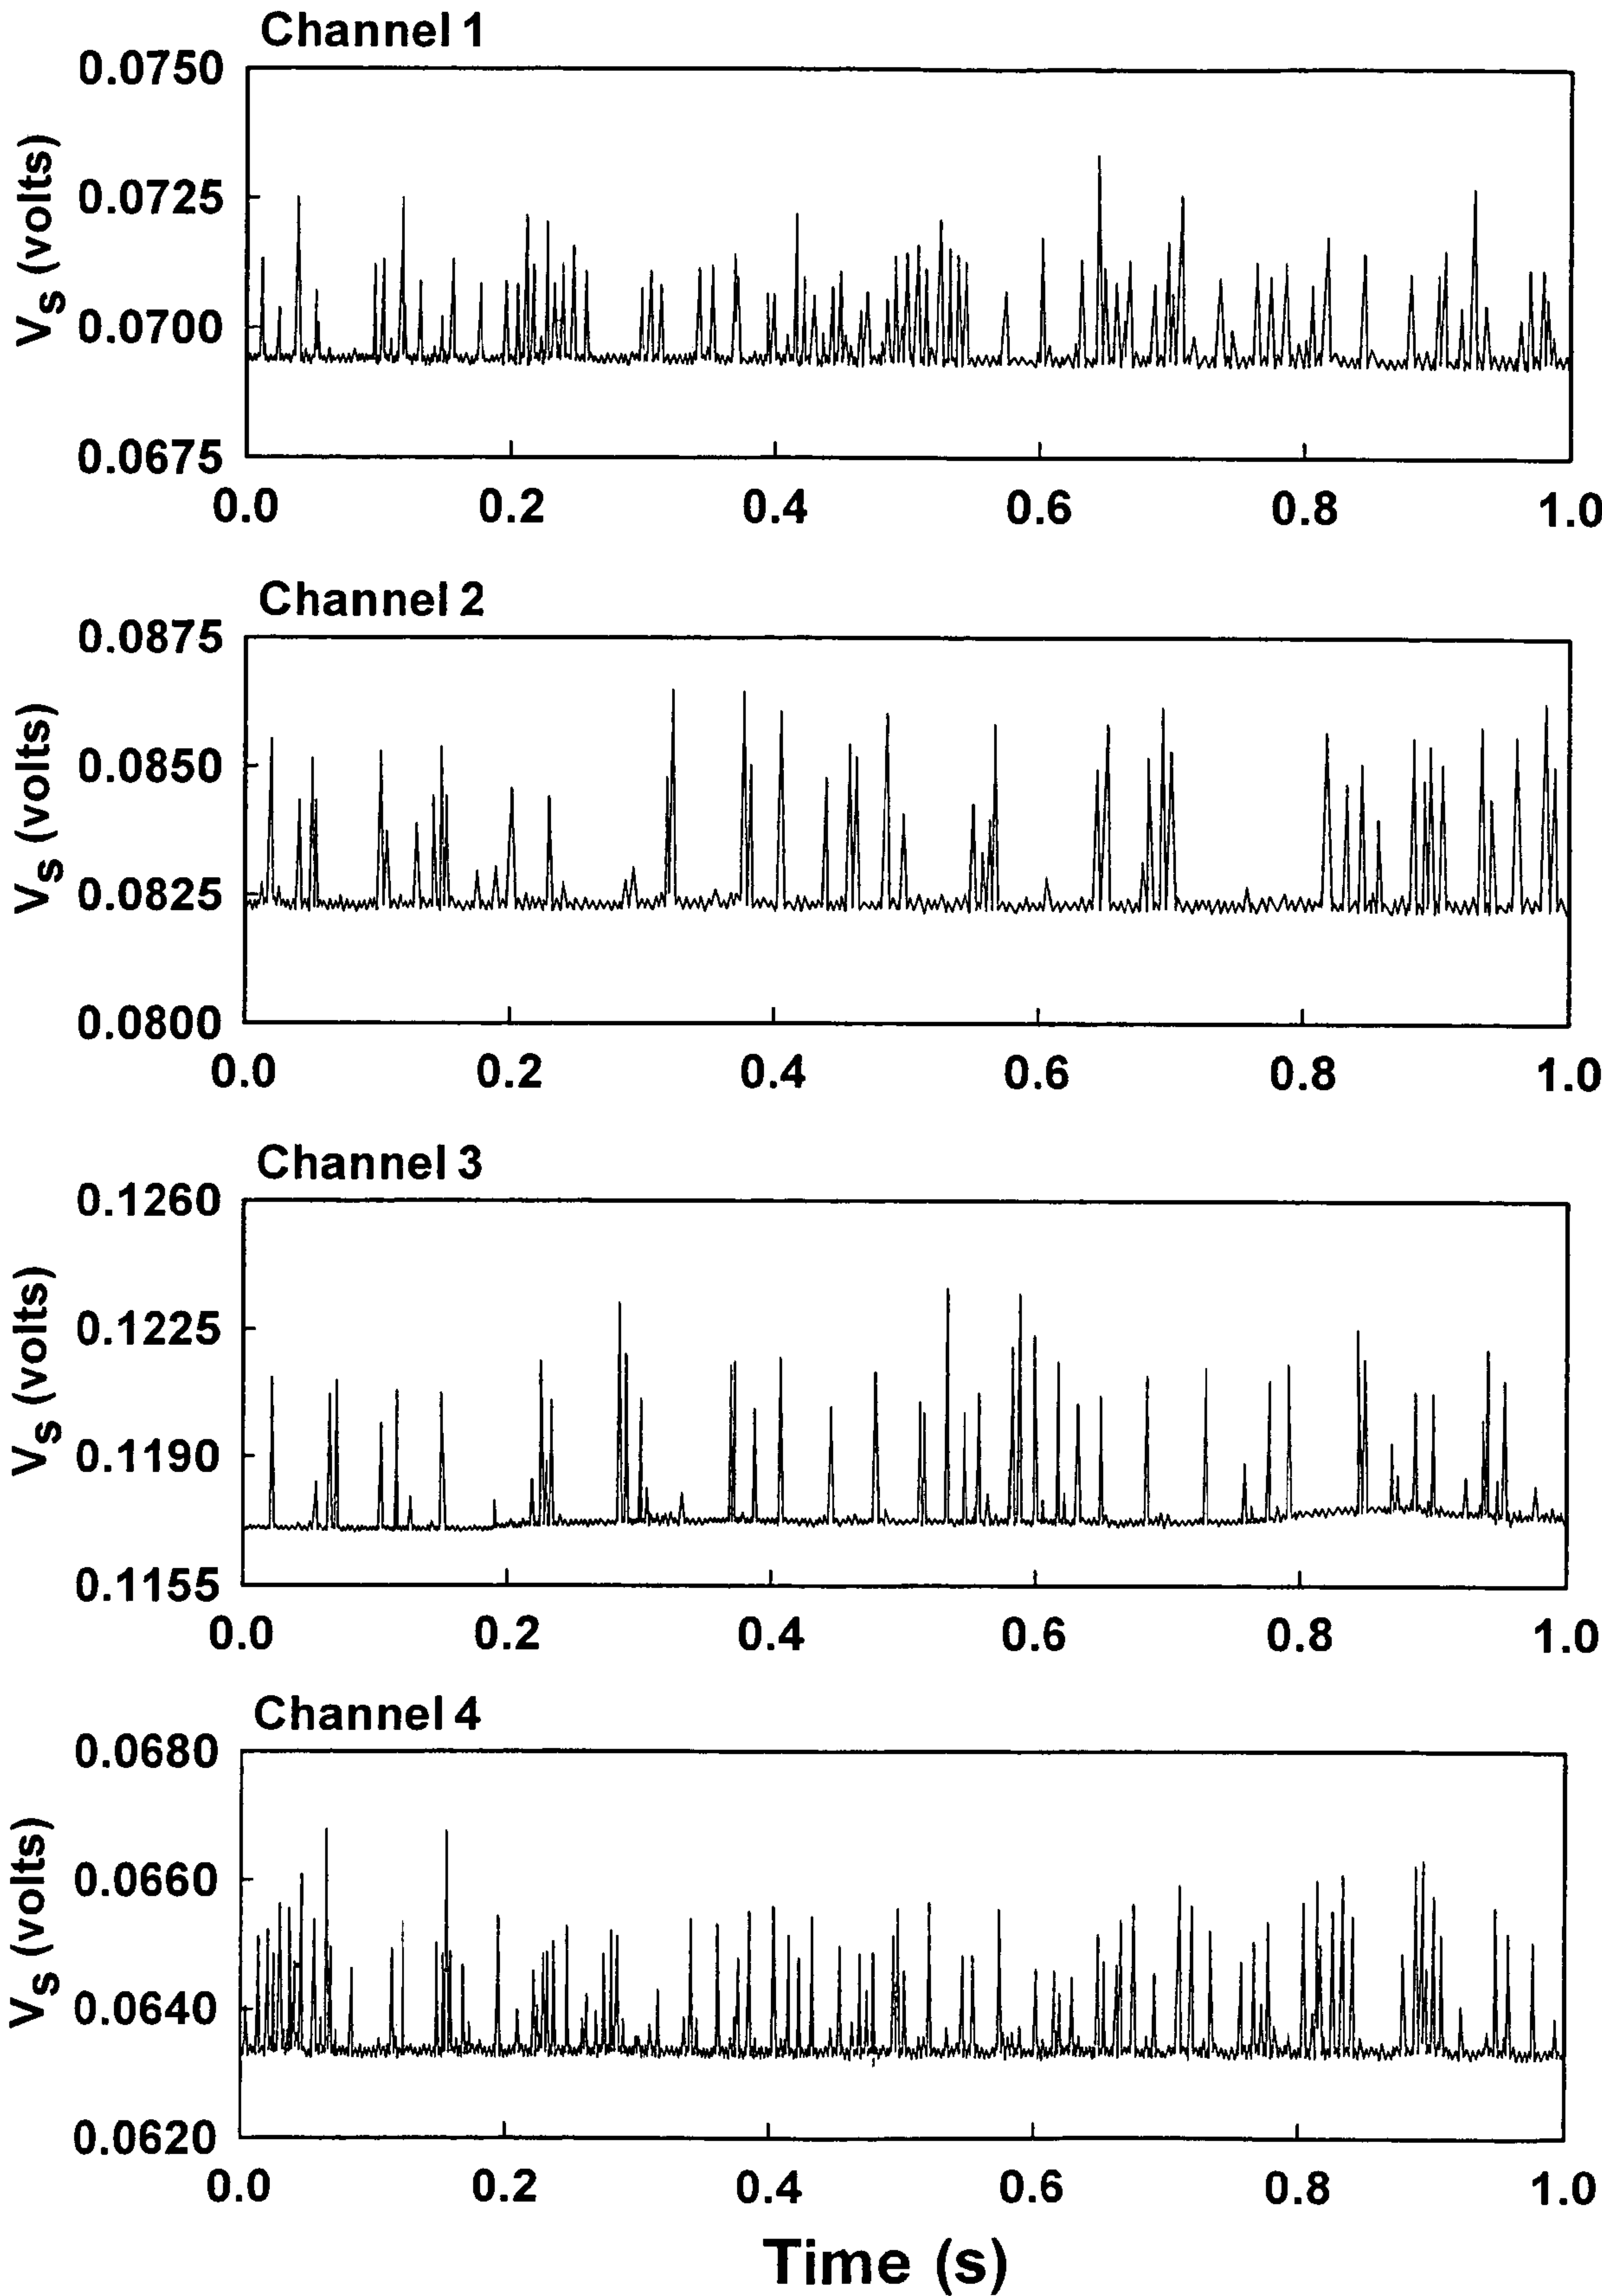 Channel 1
0.0750
0.0725
0.0700
0.0675
Vs (volts)
0.0 0.2 0.4 0.6 0.8 1.0
Channel 2
0.0875
0.0850
0.0825
0.0800
Vs (volts)
0.0 0.2 0.4 0.6 0.8 1.0
Channel 3
0.1260
0.1225
0.1190
0.1155
Vs (volts)
0.0 0.2 0.4 0.6 0.8 1.0
Channel 4
0.0680
0.0660
0.0640
0.0620
Vs (volts)
0.0 0.2 0.4 0.6 0.8 1.0
Time (s)